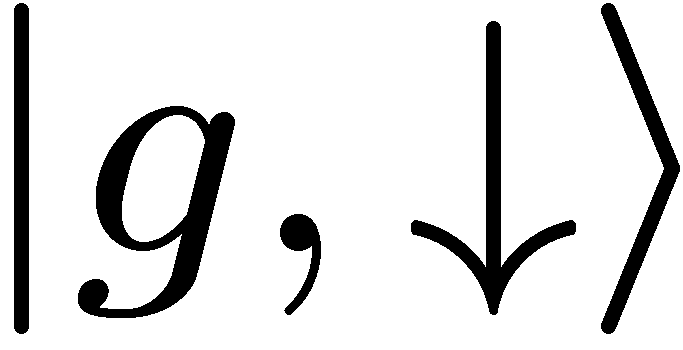 |g, ↓⟩